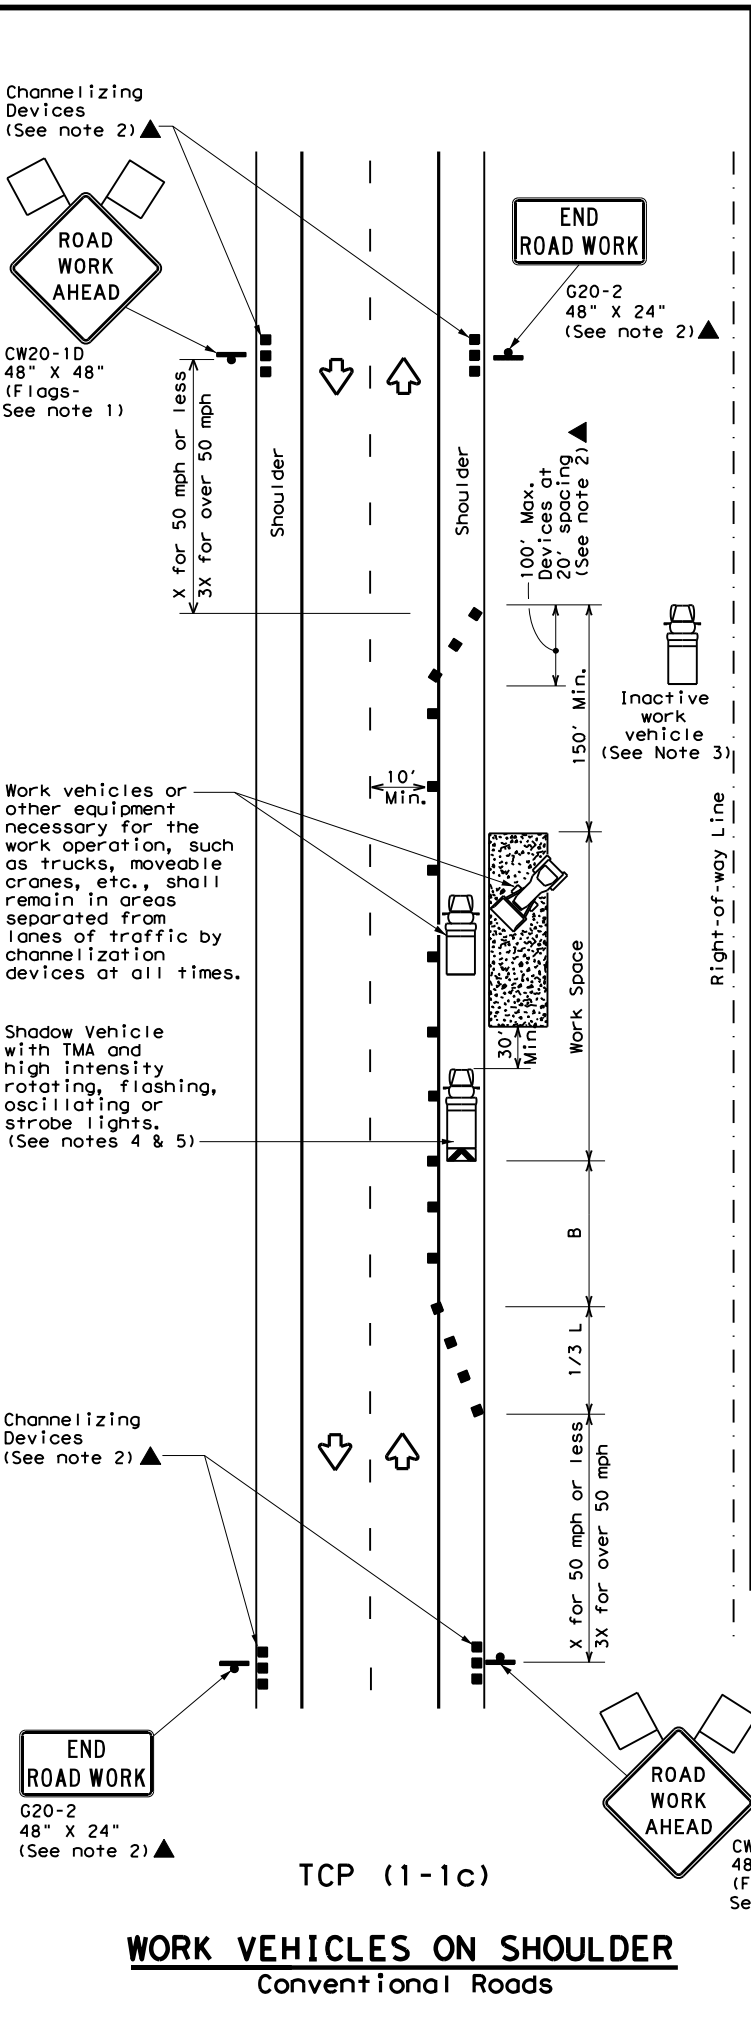 Channelizing
Devices
(See note 2)
ROAD
WORK
AHEAD
CW20-1D
48" X 48"
(Flags-
See note 1)
END
ROAD WORK
G20-2
48" X 24"
(See note 2)
X for 50 mph or less
3X for over 50 mph
Shoulder
Shoulder
100' Max.
Devices at
20' spacing
(See note 2)
150' Min.
Inactive
work
vehicle
(See Note 3)
10'
Min.
Work vehicles or
other equipment
necessary for the
work operation, such
as trucks, moveable
cranes, etc., shall
remain in areas
separated from
lanes of traffic by
channelization
devices at all times.
Right-of-way Line
Work Space
30'
Min.
Shadow Vehicle
with TMA and
high intensity
rotating, flashing,
oscillating or
strobe lights.
(See notes 4 & 5)
B
1/3 L
Channelizing
Devices
(See note 2)
X for 50 mph or less
3X for over 50 mph
END
ROAD WORK
G20-2
48" X 24"
(See note 2)
ROAD
WORK
AHEAD
CW
48
(F
Se
TCP (1-1c)
WORK VEHICLES ON SHOULDER
Conventional Roads